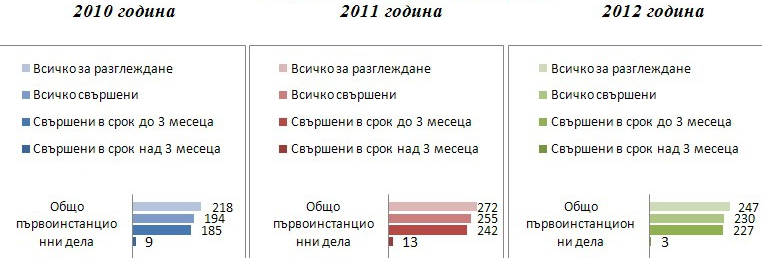 2010 година
Всичко за разглеждане
Всичко свършени
Свършени в срок до 3 месеца
Свършени в срок над 3 месеца
Общо
първоинстанцио
нни дела
218
194
185
9
2011 година
Всичко за разглеждане
Всичко свършени
Свършени в срок до 3 месеца
Свършени в срок над 3 месеца
Общо
първоинстанцио
нни дела
272
255
242
13
2012 година
Всичко за разглеждане
Всичко свършени
Свършени в срок до 3 месеца
Свършени в срок над 3 месеца
Общо
първоинстанцион
ни дела
247
230
227
3